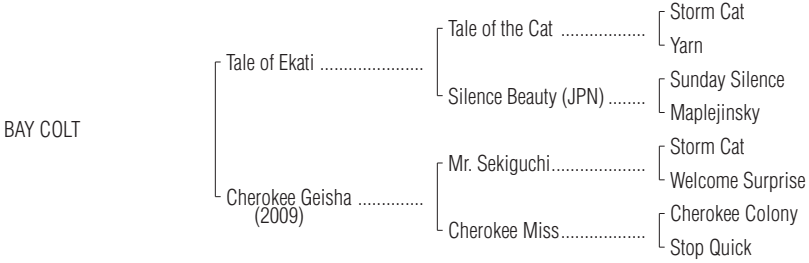 Storm Cat
Tale of the Cat ..................
Yarn
Tale of Ekati ......................
Sunday Silence
Silence Beauty (JPN) ........
Maplejinsky
BAY COLT
Storm Cat
Mr. Sekiguchi....................
Welcome Surprise
Cherokee Geisha ..............
(2009)
Cherokee Colony
Cherokee Miss..................
Stop Quick